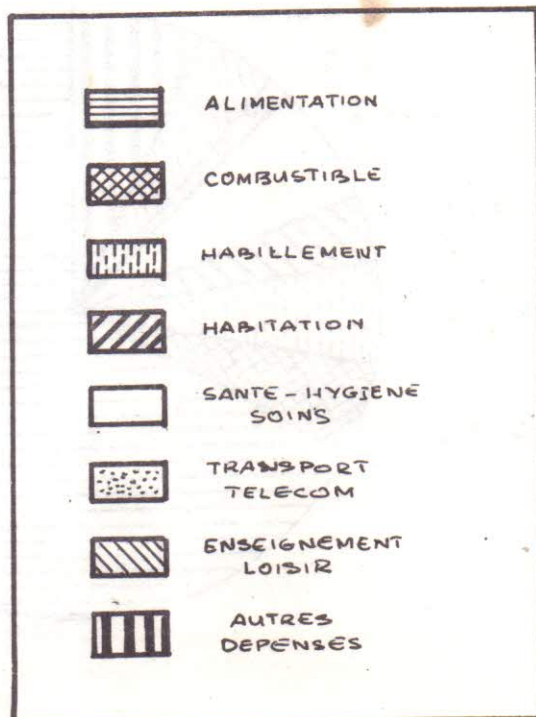 ALIMENTATION
COMBUSTIBLE
HABILLEMENT
HABITATION
SANTE - HYGIENE
SOINS
TRANSPORT
TELECOM
ENSEIGNEMENT
LOISIR
AUTRES
DEPENSES